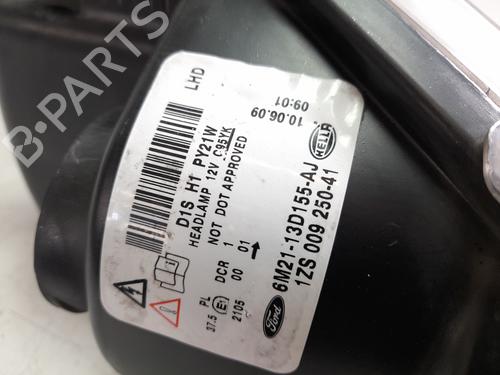 LHD
10.06.09
09:01
HELLA
D1S H1 PY21W
HEADLAMP 12V C95YK
NOT DOT APPROVED
DCR 1 01
00
37.5 PL
E1
2105
6M21-13D155-AJ
1ZS 009 250-41
Ford
B-PARTS